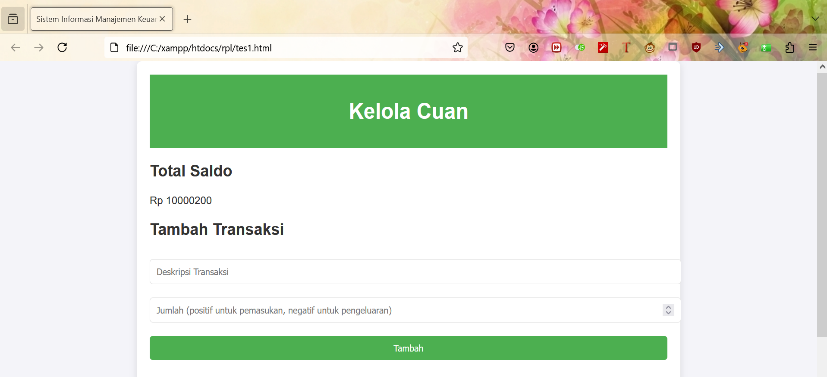 Sistem Informasi Manajemen Keuan
file:///C:/xampp/htdocs/rpl/tes1.html
Kelola Cuan
Total Saldo
Rp 10000200
Tambah Transaksi
Deskripsi Transaksi
Jumlah (positif untuk pemasukan, negatif untuk pengeluaran)
Tambah